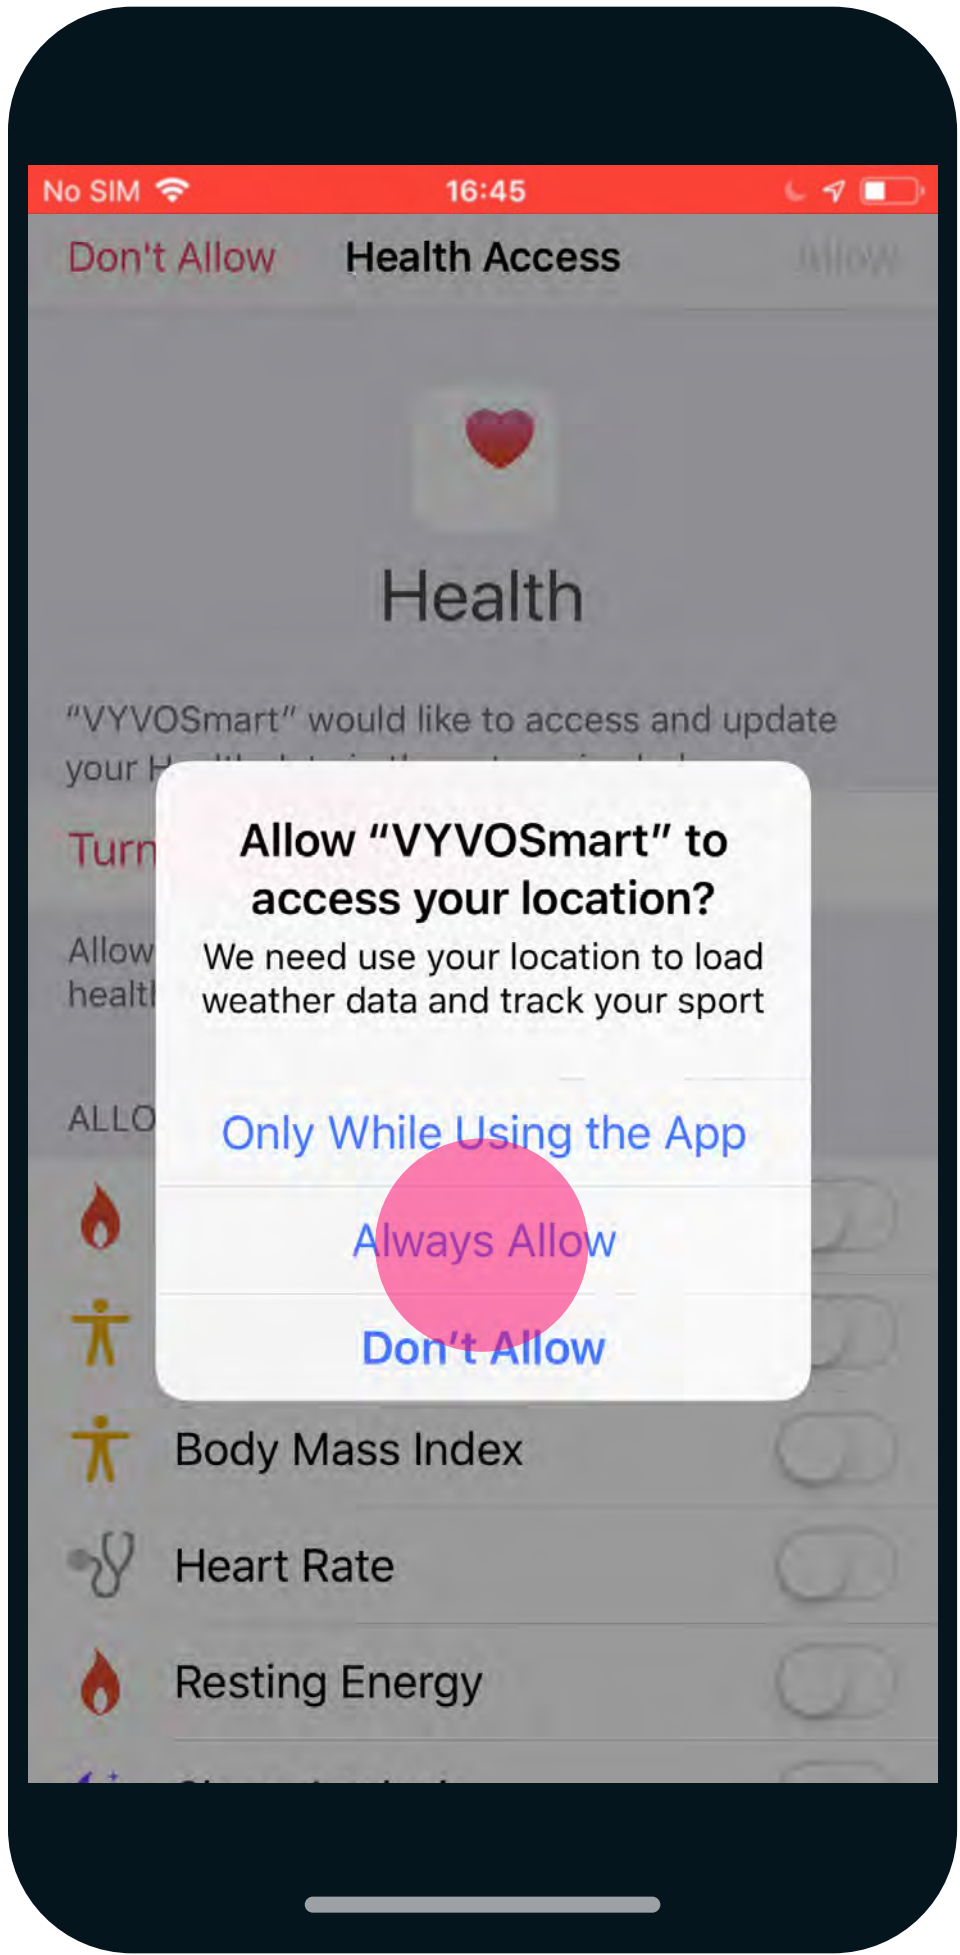 No SIM
16:45
Don't Allow
Health Access
Allow
Health
“VYVOSmart” would like to access and update
your
Turn
Allow “VYVOSmart” to
access your location?
Allow
We need use your location to load
weather data and track your sport
Only While Using the App
Always Allow
Don’t Allow
Body Mass Index
Heart Rate
Resting Energy